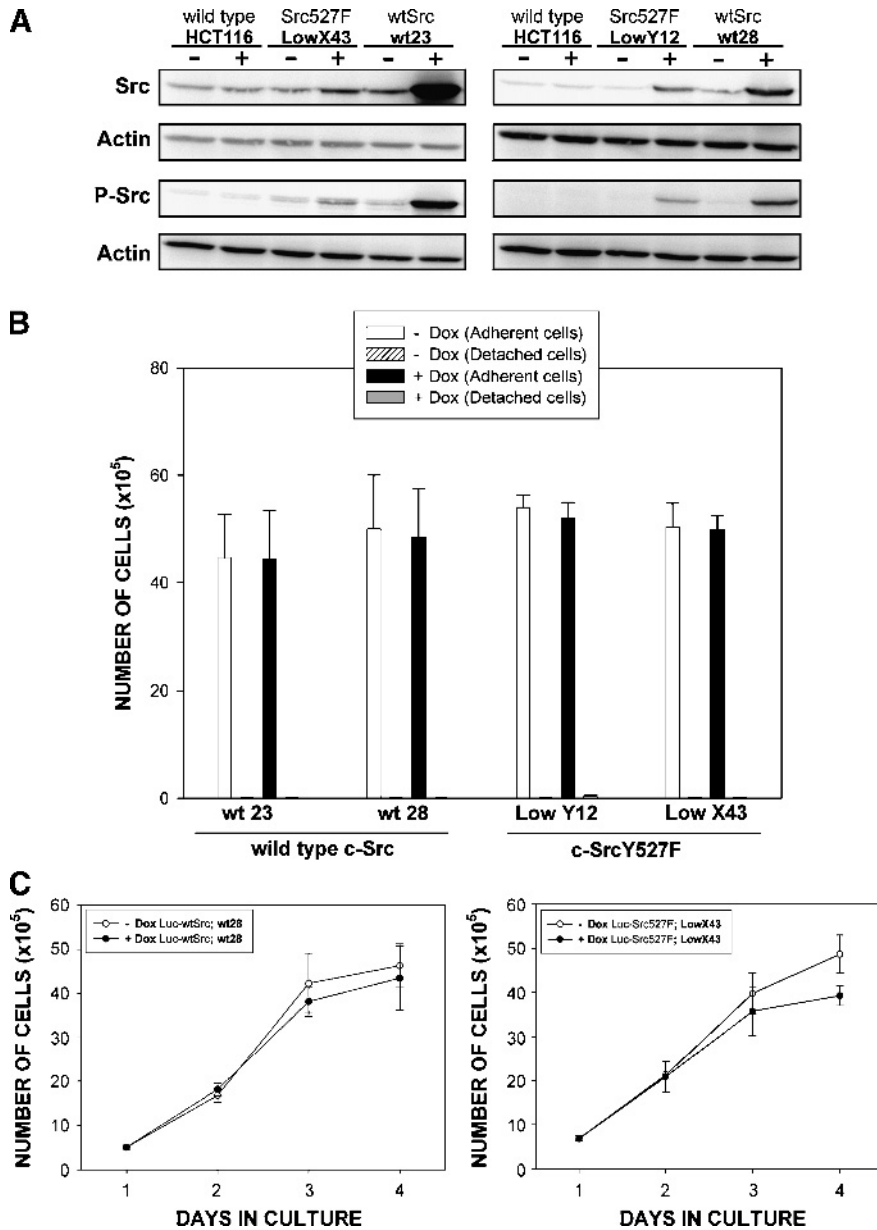 A
wild type Src527F wtSrc
HCT116 LowX43 wt23
- + - + - +
wild type Src527F wtSrc
HCT116 LowY12 wt28
- + - + - +
Src
Actin
P-Src
Actin
B
- Dox (Adherent cells)
- Dox (Detached cells)
+ Dox (Adherent cells)
+ Dox (Detached cells)
NUMBER OF CELLS (x10⁵)
80
60
40
20
0
wt 23 wt 28 Low Y12 Low X43
wild type c-Src c-SrcY527F
C
NUMBER OF CELLS (x10⁵)
60
50
40
30
20
10
0
- Dox Luc-wtSrc; wt28
+ Dox Luc-wtSrc; wt28
1 2 3 4
DAYS IN CULTURE
NUMBER OF CELLS (x10⁵)
60
50
40
30
20
10
0
- Dox Luc-Src527F; LowX43
+ Dox Luc-Src527F; LowX43
1 2 3 4
DAYS IN CULTURE